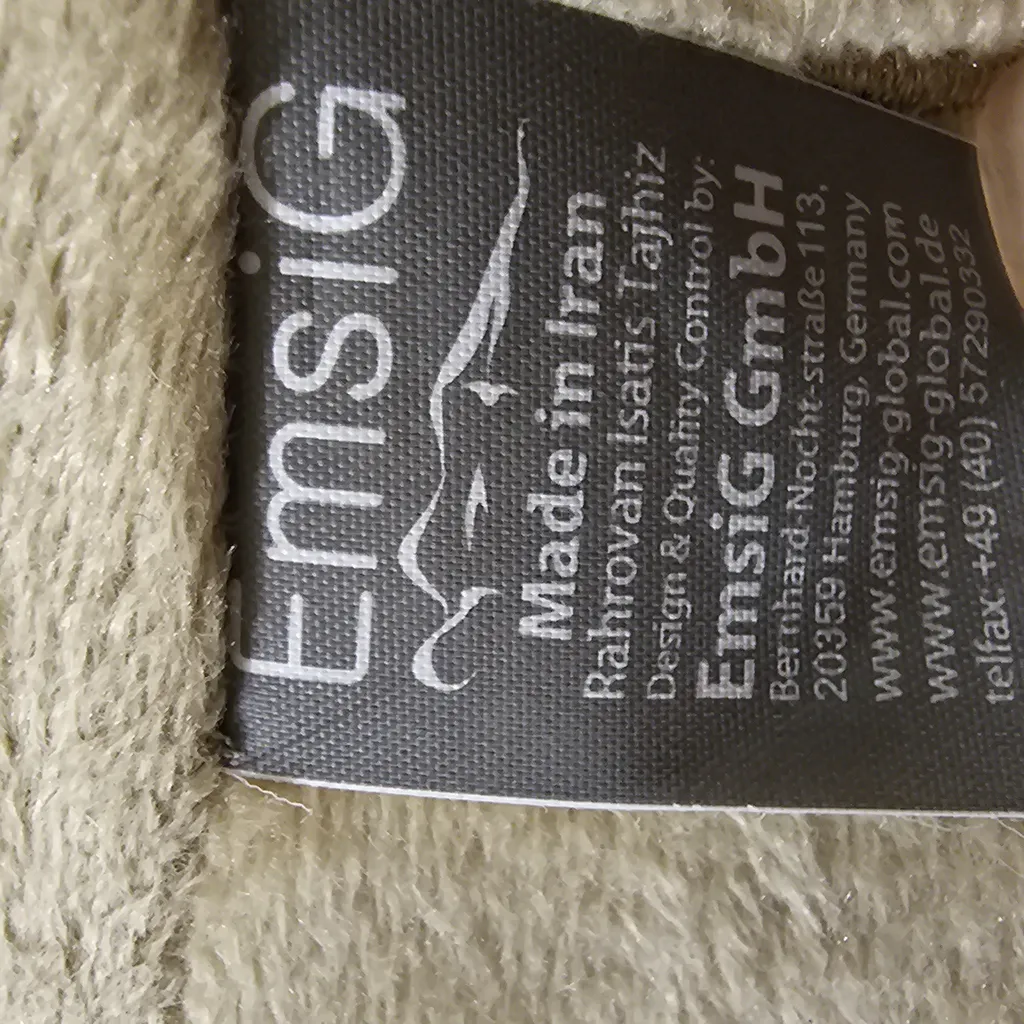 EmsiG
Made in Iran
Rahrovan Isatis Tajhiz
Design & Quality Control by:
EmsiG GmbH
Bernhard-Nocht-straße 113,
20359 Hamburg, Germany
www.emsig-global.com
www.emsig-global.de
telfax: +49 (40) 57290332